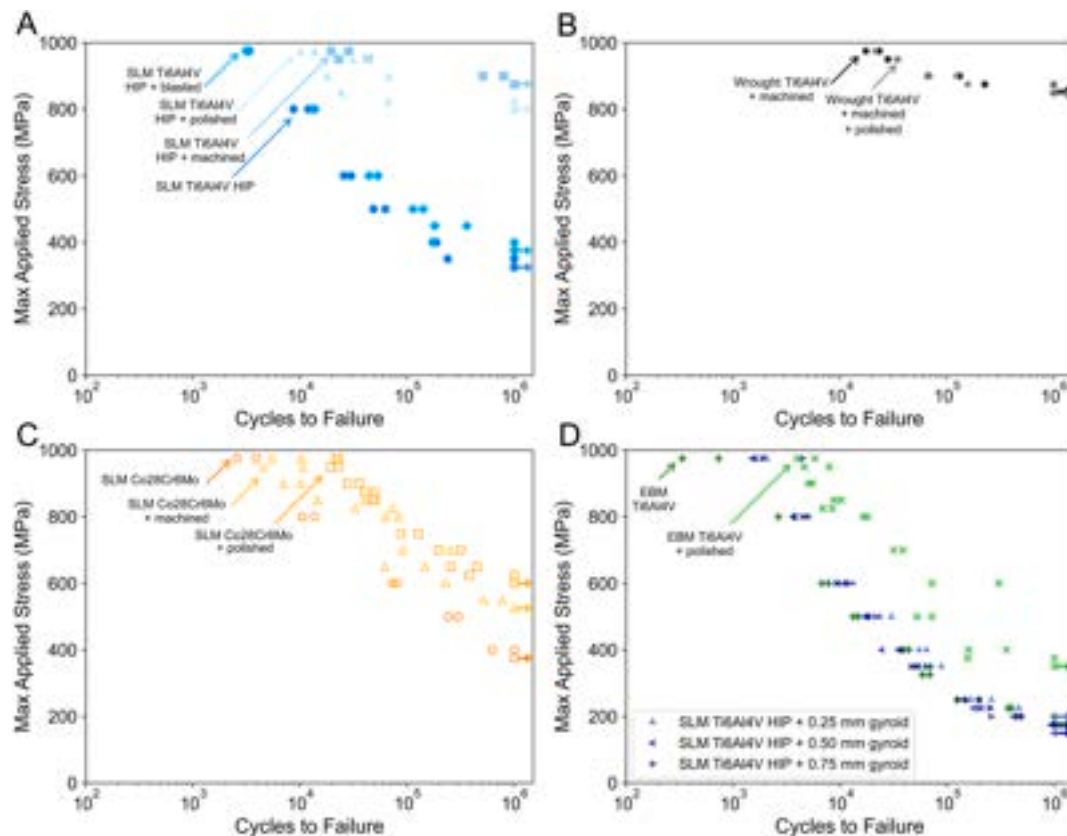 A
Max Applied Stress (MPa)
1000
800
600
400
200
0
SLM Ti6Al4V
HIP + blasted
SLM Ti6Al4V
HIP + polished
SLM Ti6Al4V
HIP + machined
SLM Ti6Al4V HIP
10²
10³
10⁴
10⁵
10⁶
Cycles to Failure
B
Max Applied Stress (MPa)
1000
800
600
400
200
0
Wrought Ti6Al4V
+ machined
Wrought Ti6Al4V
+ machined
+ polished
10²
10³
10⁴
10⁵
10⁶
Cycles to Failure
C
Max Applied Stress (MPa)
1000
800
600
400
200
0
SLM Co28Cr6Mo
SLM Co28Cr6Mo
+ machined
SLM Co28Cr6Mo
+ polished
10²
10³
10⁴
10⁵
10⁶
Cycles to Failure
D
Max Applied Stress (MPa)
1000
800
600
400
200
0
EBM
Ti6Al4V
EBM Ti6Al4V
+ polished
SLM Ti6Al4V HIP + 0.25 mm gyroid
SLM Ti6Al4V HIP + 0.50 mm gyroid
SLM Ti6Al4V HIP + 0.75 mm gyroid
10²
10³
10⁴
10⁵
10⁶
Cycles to Failure